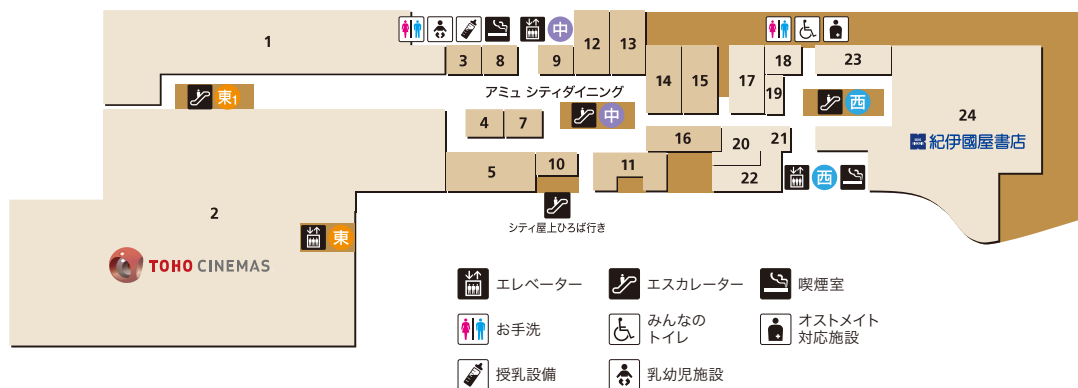 1
12
13
中
3
8
9
18
23
アミュ シティダイニング
14
15
17
19
東1
中
西
24
紀伊國屋書店
4
7
16
20
21
5
10
11
22
西
2
シティ屋上ひろば行き
東
TOHO CINEMAS
エレベーター
エスカレーター
喫煙室
お手洗
みんなの
トイレ
オストメイト
対応施設
授乳設備
乳幼児施設